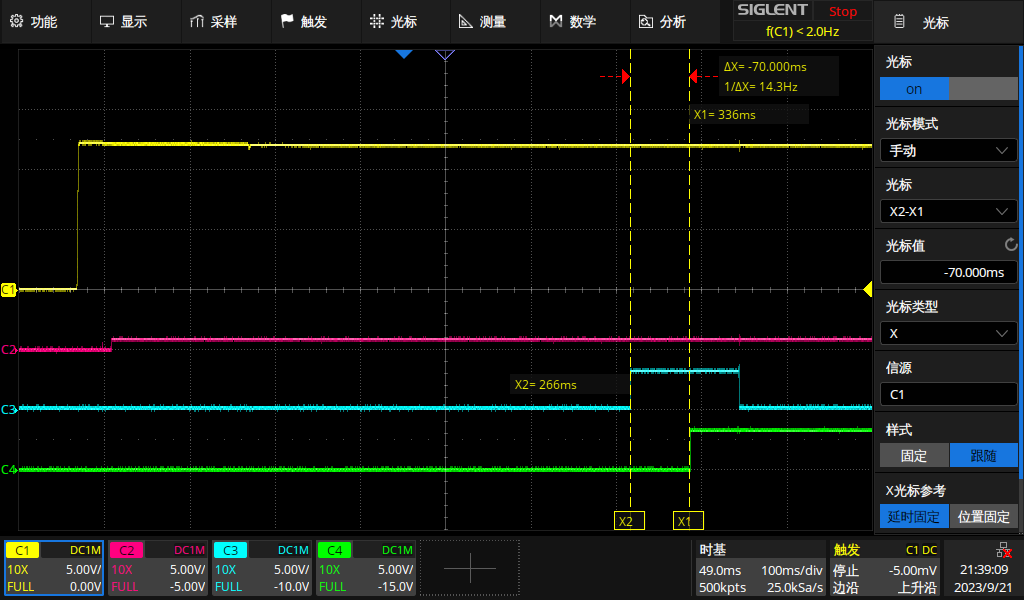 功能 显示 采样 触发 光标 测量 数学 分析
SIGLENT Stop
f(C1) < 2.0Hz
光标
ΔX= -70.000ms
1/ΔX= 14.3Hz
X1= 336ms
X2= 266ms
C1
C2
C3
C4
X2 X1
光标
on
光标模式
手动
光标
X2-X1
光标值
-70.000ms
光标类型
X
信源
C1
样式
固定 跟随
X光标参考
延时固定 位置固定
C1 DC1M
10X 5.00V/
FULL 0.00V
C2 DC1M
10X 5.00V/
FULL -5.00V
C3 DC1M
10X 5.00V/
FULL -10.0V
C4 DC1M
10X 5.00V/
FULL -15.0V
时基
49.0ms 100ms/div
500kpts 25.0kSa/s
触发 C1 DC
停止 -5.00mV
边沿 上升沿
21:39:09
2023/9/21